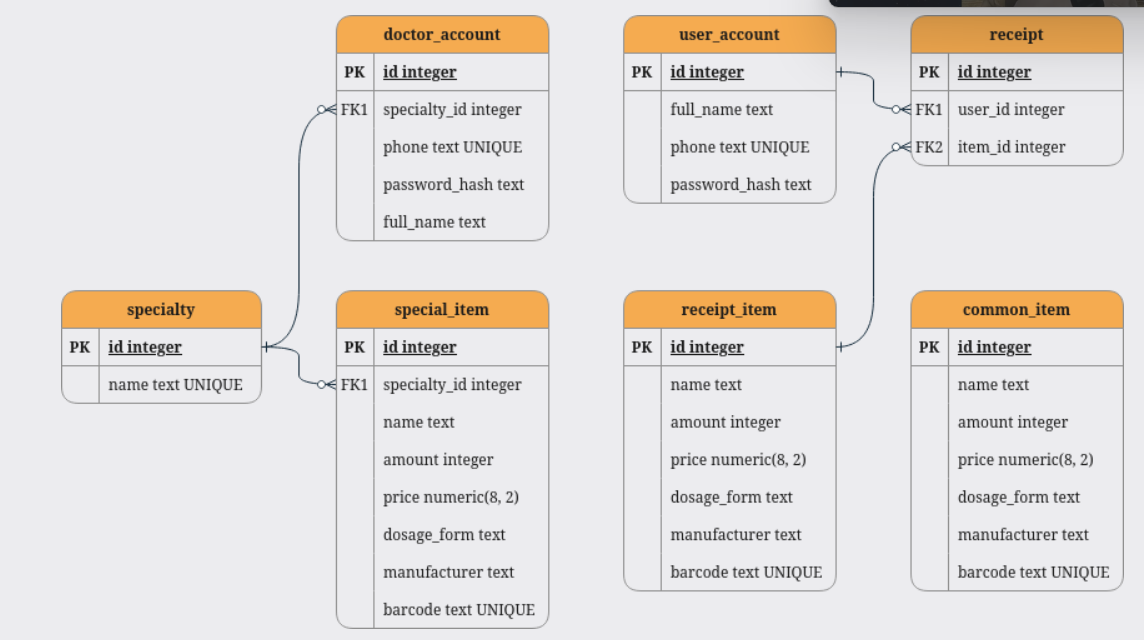 doctor_account
PK id integer
FK1 specialty_id integer
phone text UNIQUE
password_hash text
full_name text
user_account
PK id integer
full_name text
phone text UNIQUE
password_hash text
receipt
PK id integer
FK1 user_id integer
FK2 item_id integer
specialty
PK id integer
name text UNIQUE
special_item
PK id integer
FK1 specialty_id integer
name text
amount integer
price numeric(8, 2)
dosage_form text
manufacturer text
barcode text UNIQUE
receipt_item
PK id integer
name text
amount integer
price numeric(8, 2)
dosage_form text
manufacturer text
barcode text UNIQUE
common_item
PK id integer
name text
amount integer
price numeric(8, 2)
dosage_form text
manufacturer text
barcode text UNIQUE